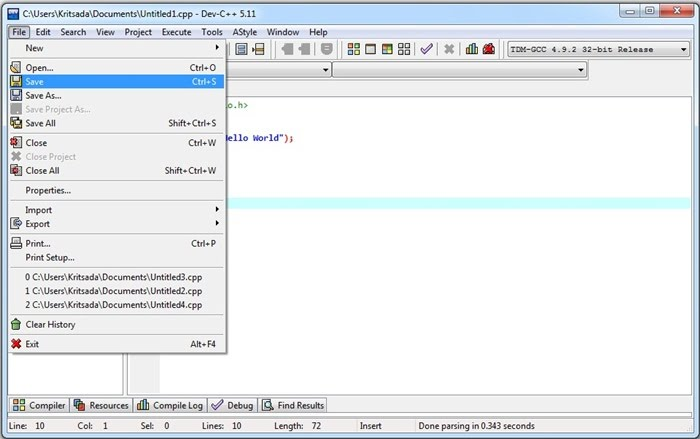 C:\Users\Kritsada\Documents\Untitled1.cpp - Dev-C++ 5.11
File Edit Search View Project Execute Tools AStyle Window Help
TDM-GCC 4.9.2 32-bit Release
New
Open... Ctrl+O
Save Ctrl+S
Save As...
Save Project As...
Save All Shift+Ctrl+S
Close Ctrl+W
Close Project
Close All Shift+Ctrl+W
Properties...
Import
Export
Print... Ctrl+P
Print Setup...
0 C:\Users\Kritsada\Documents\Untitled3.cpp
1 C:\Users\Kritsada\Documents\Untitled2.cpp
2 C:\Users\Kritsada\Documents\Untitled4.cpp
Clear History
Exit Alt+F4
o.h>
ello World");
Compiler Resources Compile Log Debug Find Results
Line: 10 Col: 1 Sel: 0 Lines: 10 Length: 72 Insert Done parsing in 0.343 seconds